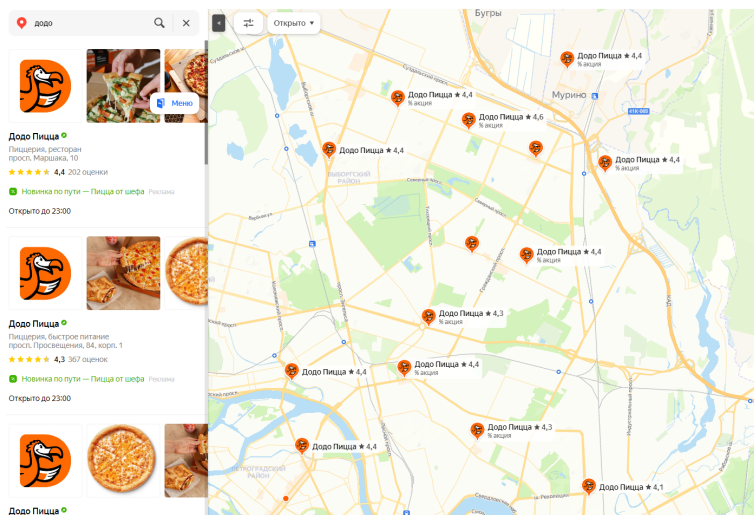 додо
Открыто
Меню
Додо Пицца
Пиццерия, ресторан
просп. Маршака, 10
4,4 202 оценки
Новинка по пути — Пицца от шефа Реклама
Открыто до 23:00
Додо Пицца
Пиццерия, быстрое питание
просп. Просвещения, 84, корп. 1
4,3 367 оценок
Новинка по пути — Пицца от шефа Реклама
Открыто до 23:00
Додо Пицца
Бугры
Додо Пицца ★ 4,4
% акция
Мурино
Додо Пицца ★ 4,4
% акция
Додо Пицца ★ 4,6
% акция
41К-665
Додо Пицца ★ 4,4
Додо Пицца ★ 4,4
% акция
ВЫБОРГСКИЙ
РАЙОН
Додо Пицца ★ 4,4
% акция
Додо Пицца ★ 4,3
% акция
Додо Пицца ★ 4,4
Додо Пицца ★ 4,4
% акция
Додо Пицца ★ 4,3
% акция
Додо Пицца ★ 4,4
ПЕТРОГРАДСКИЙ
РАЙОН
Додо Пицца ★ 4,1